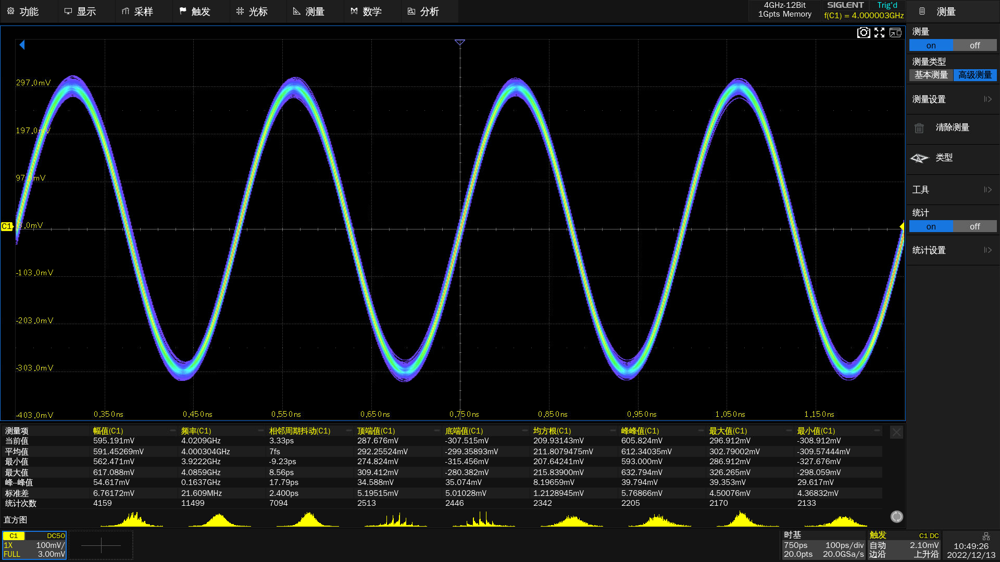 功能 显示 采样 触发 光标 测量 数学 分析
4GHz-12Bit
1Gpts Memory
SIGLENT Trig'd
f(C1) = 4.000003GHz
测量
测量
on off
测量类型
基本测量 高级测量
测量设置
清除测量
类型
工具
统计
on off
统计设置
297.0mV
197.0mV
97.0mV
C1
-3.0mV
-103.0mV
-203.0mV
-303.0mV
-403.0mV
0.350ns 0.450ns 0.550ns 0.650ns 0.750ns 0.850ns 0.950ns 1.050ns 1.150ns
测量项 幅值(C1) 频率(C1) 相邻周期抖动(C1) 顶端值(C1) 底端值(C1) 均方根(C1) 峰峰值(C1) 最大值(C1) 最小值(C1)
当前值 595.191mV 4.0209GHz 3.33ps 287.676mV -307.515mV 209.93143mV 605.824mV 296.912mV -308.912mV
平均值 591.45269mV 4.000304GHz 7fs 292.25524mV -299.35893mV 211.8079475mV 612.34035mV 302.79002mV -309.57444mV
最小值 562.471mV 3.9222GHz -9.23ps 274.824mV -315.456mV 207.64241mV 593.000mV 286.912mV -327.676mV
最大值 617.088mV 4.0859GHz 8.56ps 309.412mV -280.382mV 215.83900mV 632.794mV 326.265mV -298.059mV
峰--峰值 54.617mV 0.1637GHz 17.79ps 34.588mV 35.074mV 8.19659mV 39.794mV 39.353mV 29.617mV
标准差 6.76172mV 21.609MHz 2.400ps 5.19515mV 5.01028mV 1.2128945mV 5.76866mV 4.50076mV 4.36832mV
统计次数 4159 11499 7094 2513 2446 2342 2205 2170 2133
直方图
C1 DC50
1X 100mV/
FULL 3.00mV
时基
750ps 100ps/div
20.0pts 20.0GSa/s
触发 C1 DC
自动 2.10mV
边沿 上升沿
10:49:26
2022/12/13